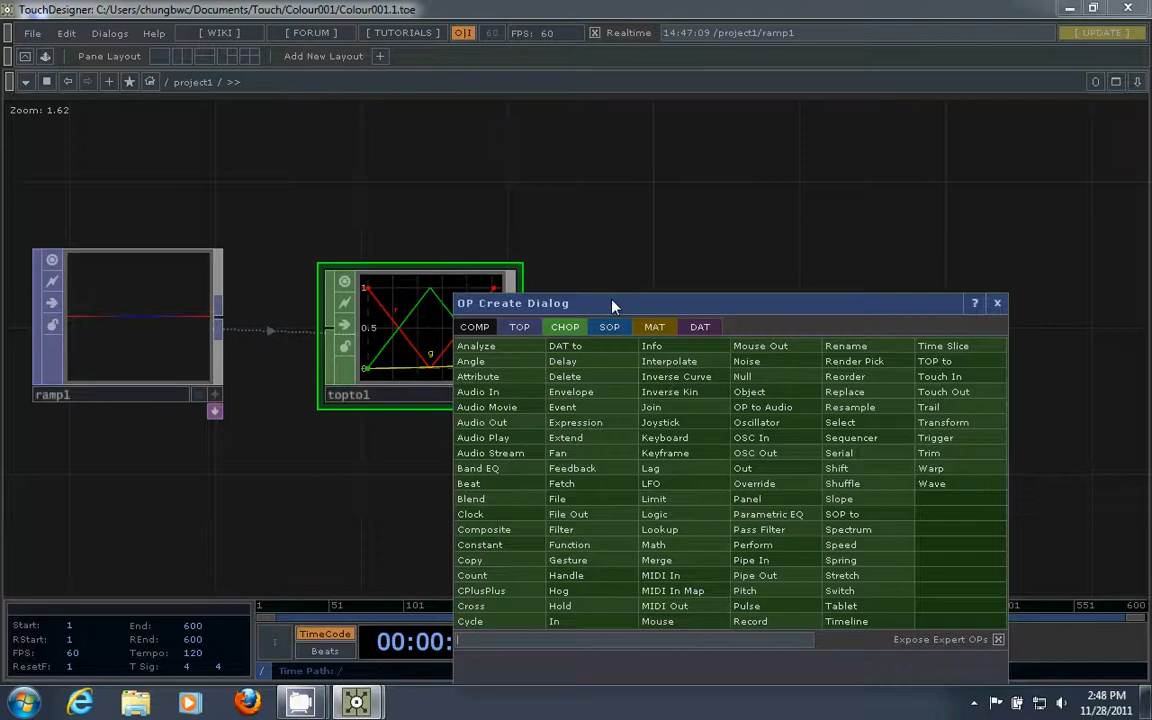 TouchDesigner: C:/Users/chungbwc/Documents/Touch/Colour001/Colour001.1.toe
File Edit Dialogs Help [ WIKI ] [ FORUM ] [ TUTORIALS ] O|I 60 FPS: 60 Realtime 14:47:09 /project1/ramp1 [ UPDATE ]
Pane Layout Add New Layout +
/ project1 / >>
Zoom: 1.62
1
0.5
0
r
g
ramp1
topto1
OP Create Dialog ? x
COMP TOP CHOP SOP MAT DAT
Analyze DAT to Info Mouse Out Rename Time Slice
Angle Delay Interpolate Noise Render Pick TOP to
Attribute Delete Inverse Curve Null Reorder Touch In
Audio In Envelope Inverse Kin Object Replace Touch Out
Audio Movie Event Join OP to Audio Resample Trail
Audio Out Expression Joystick Oscillator Select Transform
Audio Play Extend Keyboard OSC In Sequencer Trigger
Audio Stream Fan Keyframe OSC Out Serial Trim
Band EQ Feedback Lag Out Shift Warp
Beat Fetch LFO Override Shuffle Wave
Blend File Limit Panel Slope
Clock File Out Logic Parametric EQ SOP to
Composite Filter Lookup Pass Filter Spectrum
Constant Function Math Perform Speed
Copy Gesture Merge Pipe In Spring
Count Handle MIDI In Pipe Out Stretch
CPlusPlus Hog MIDI In Map Pitch Switch
Cross Hold MIDI Out Pulse Tablet
Cycle In Mouse Record Timeline
Expose Expert OPs
1 51 101 551 600
Start: 1 End: 600
RStart: 1 REnd: 600
FPS: 60 Tempo: 120
ResetF: 1 T Sig: 4 4
TimeCode
Beats
00:00:
/ Time Path: /
2:48 PM
11/28/2011